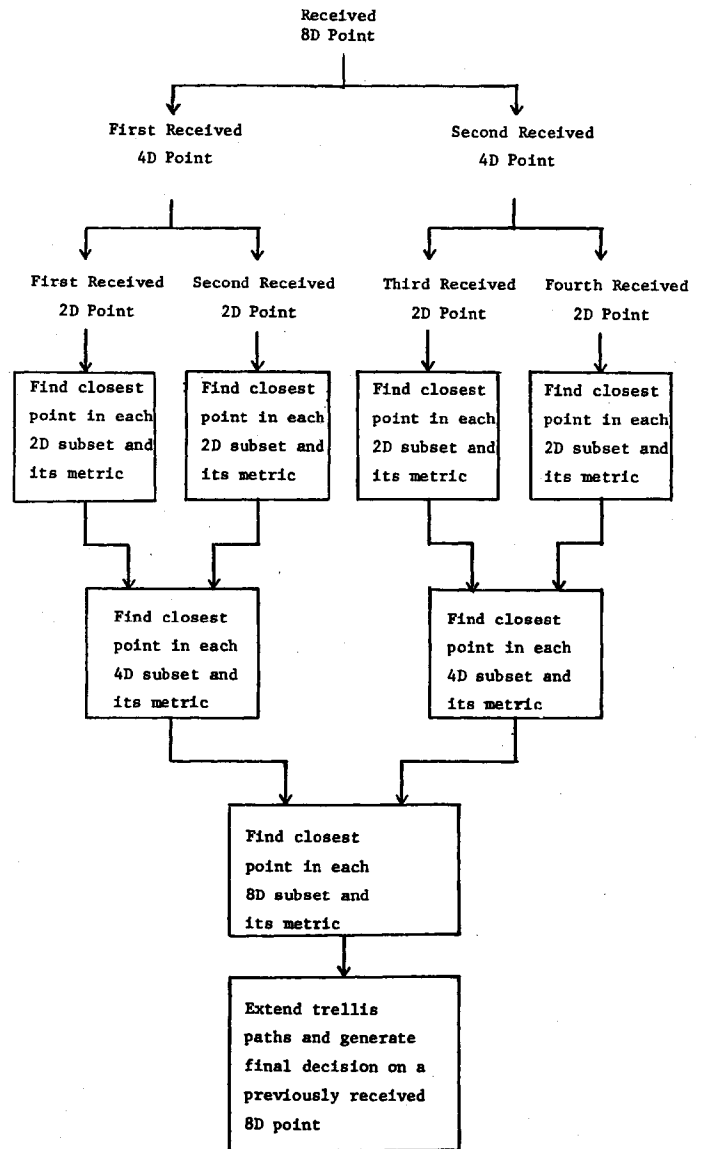 Received
8D Point
First Received
4D Point
Second Received
4D Point
First Received
2D Point
Second Received
2D Point
Third Received
2D Point
Fourth Received
2D Point
Find closest
point in each
2D subset and
its metric
Find closest
point in each
2D subset and
its metric
Find closest
point in each
2D subset and
its metric
Find closest
point in each
2D subset and
its metric
Find closest
point in each
4D subset and
its metric
Find closest
point in each
4D subset and
its metric
Find closest
point in each
8D subset and
its metric
Extend trellis
paths and generate
final decision on a
previously received
8D point